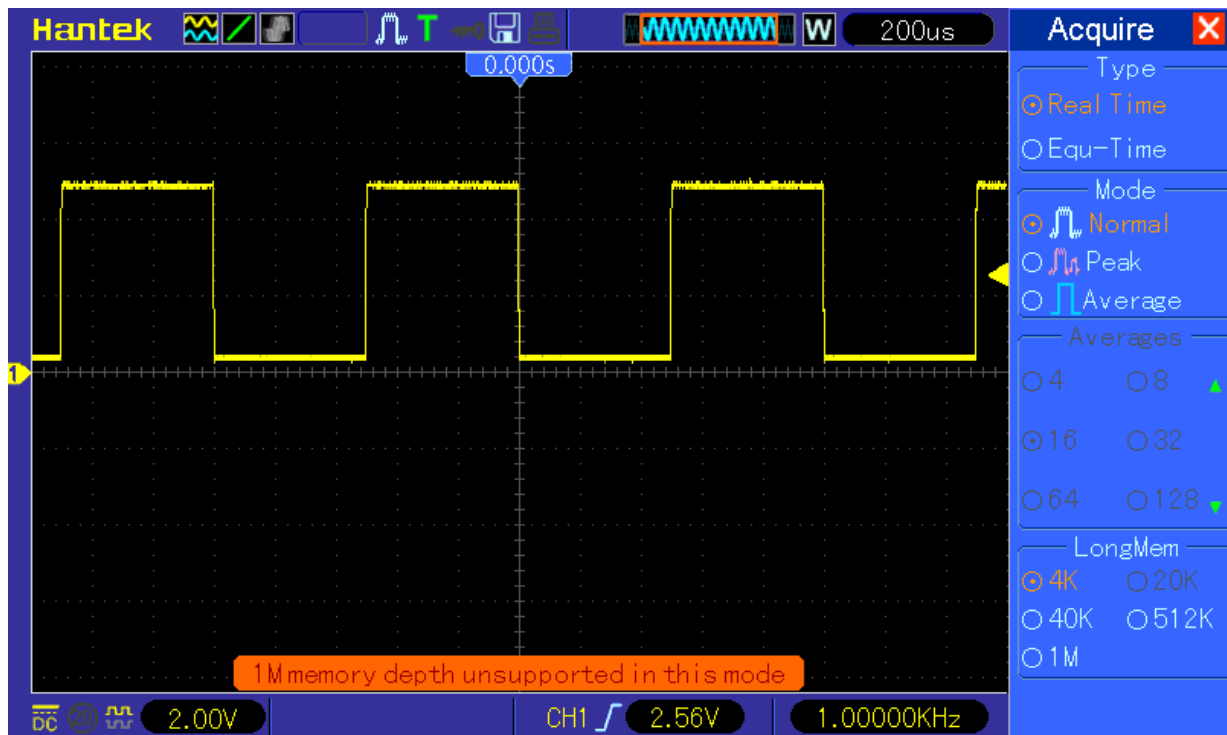 Hantek T W 200us
0.000s
1
1M memory depth unsupported in this mode
DC 2.00V CH1 2.56V 1.00000KHz
Acquire
Type
Real Time
Equ-Time
Mode
Normal
Peak
Average
Averages
4 8
16 32
64 128
LongMem
4K 20K
40K 512K
1M